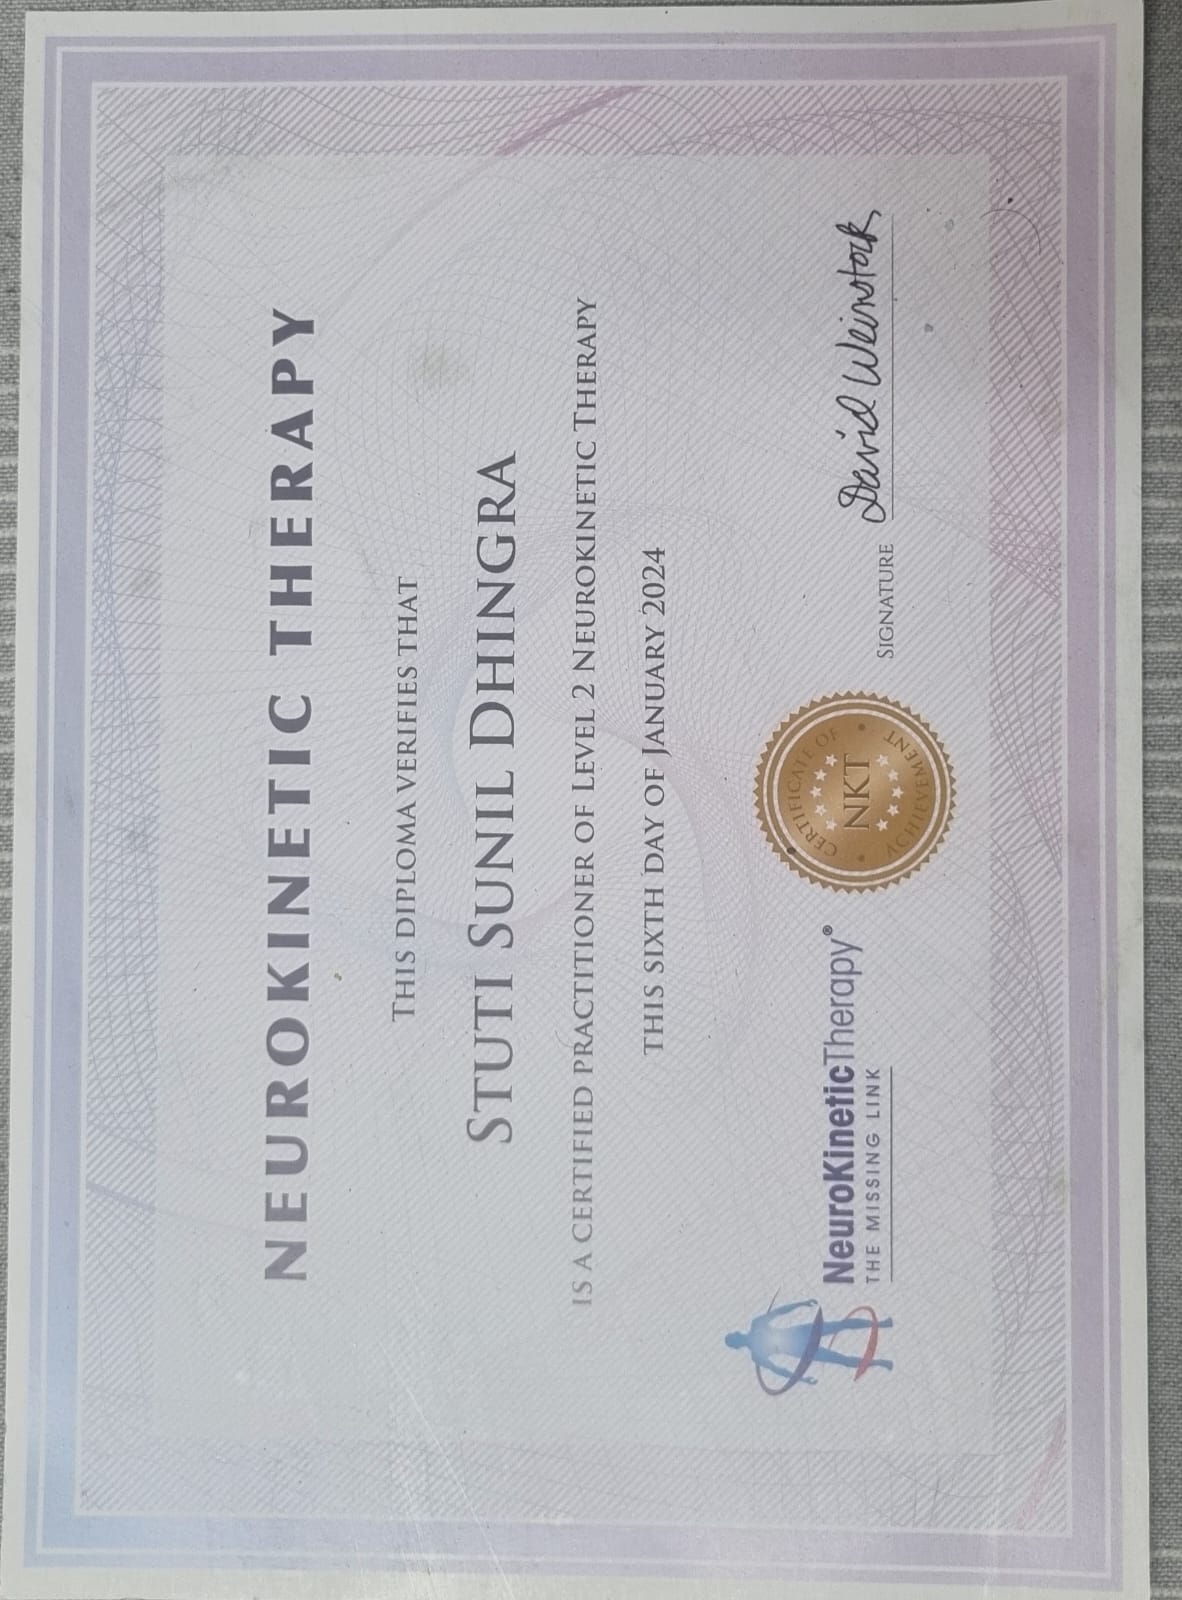 NEUROKINETIC THERAPY
THIS DIPLOMA VERIFIES THAT
STUTI SUNIL DHINGRA
IS A CERTIFIED PRACTITIONER OF LEVEL 2 NEUROKINETIC THERAPY
THIS SIXTH DAY OF JANUARY 2024
NeuroKineticTherapy®
THE MISSING LINK
CERTIFICATE OF
NKT
ACHIEVEMENT
SIGNATURE David Weinstock